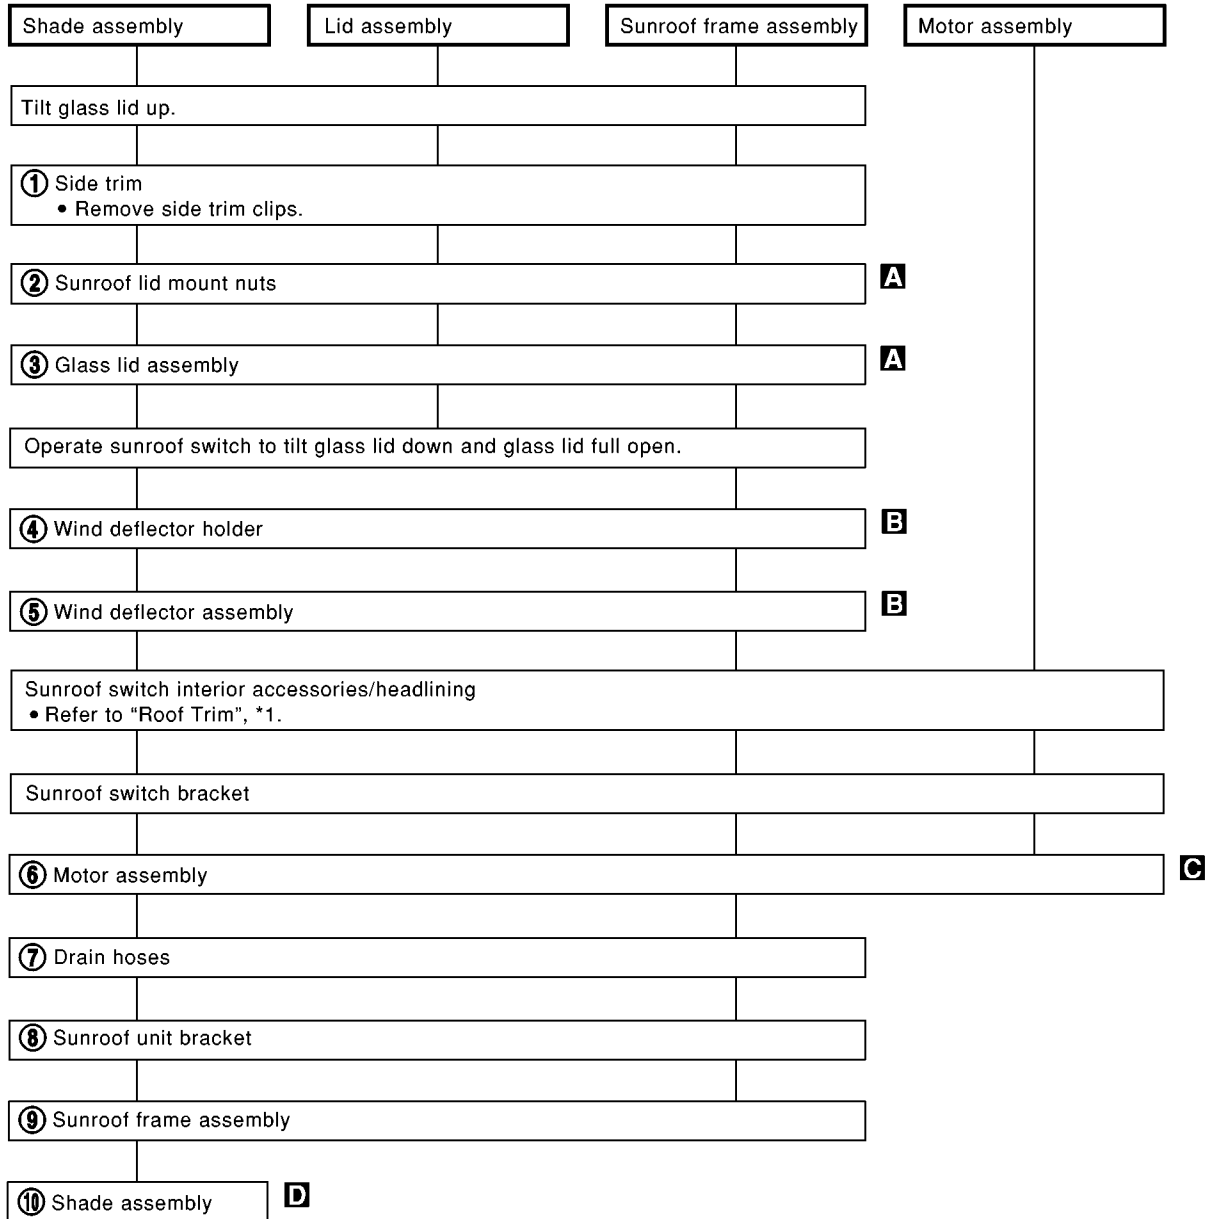 Shade assembly
Lid assembly
Sunroof frame assembly
Motor assembly
Tilt glass lid up.
① Side trim
• Remove side trim clips.
② Sunroof lid mount nuts
A
③ Glass lid assembly
A
Operate sunroof switch to tilt glass lid down and glass lid full open.
④ Wind deflector holder
B
⑤ Wind deflector assembly
B
Sunroof switch interior accessories/headlining
• Refer to “Roof Trim”, *1.
Sunroof switch bracket
⑥ Motor assembly
C
⑦ Drain hoses
⑧ Sunroof unit bracket
⑨ Sunroof frame assembly
⑩ Shade assembly
D